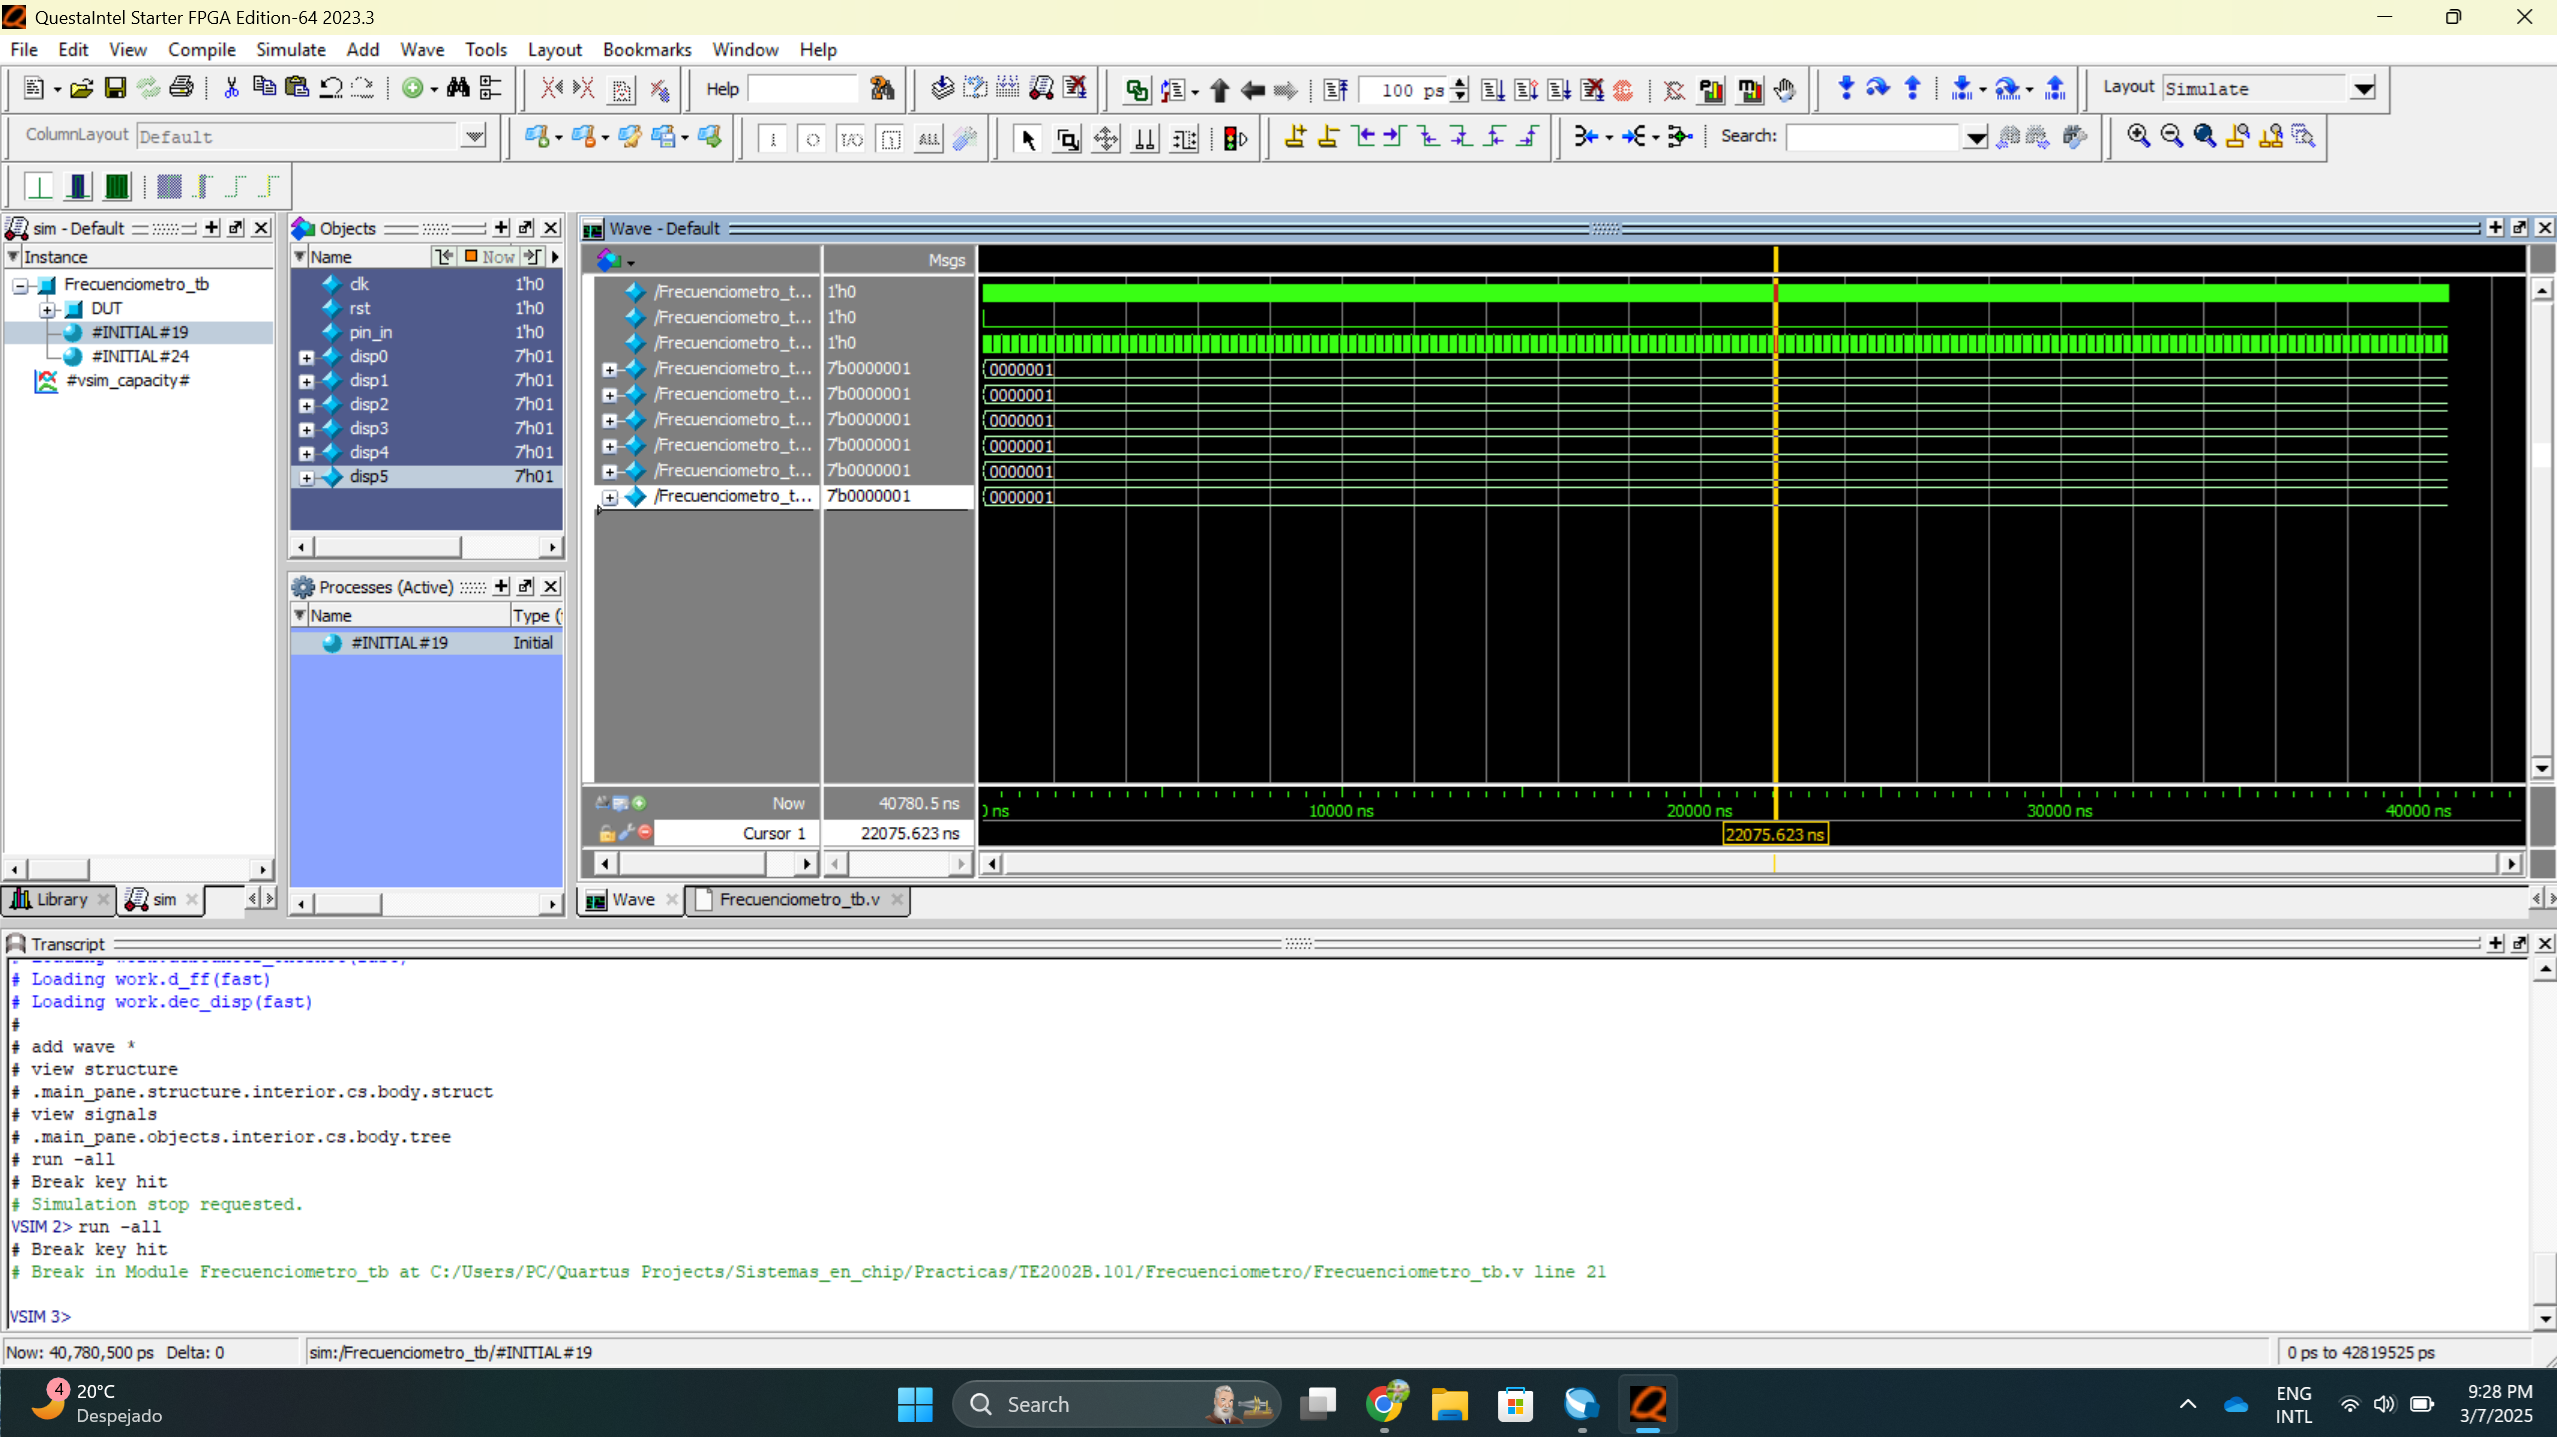 QuestaIntel Starter FPGA Edition-64 2023.3
File Edit View Compile Simulate Add Wave Tools Layout Bookmarks Window Help
Help
100 ps
Layout Simulate
ColumnLayout Default
Search:
sim - Default
Instance
Frecuenciometro_tb
DUT
#INITIAL#19
#INITIAL#24
#vsim_capacity#
Library
sim
Objects
Name Now
clk 1'h0
rst 1'h0
pin_in 1'h0
disp0 7'h01
disp1 7'h01
disp2 7'h01
disp3 7'h01
disp4 7'h01
disp5 7'h01
Processes (Active)
Name Type (
#INITIAL#19 Initial
Wave - Default
Msgs
/Frecuenciometro_t... 1'h0
/Frecuenciometro_t... 1'h0
/Frecuenciometro_t... 1'h0
/Frecuenciometro_t... 7'b0000001 0000001
/Frecuenciometro_t... 7'b0000001 0000001
/Frecuenciometro_t... 7'b0000001 0000001
/Frecuenciometro_t... 7'b0000001 0000001
/Frecuenciometro_t... 7'b0000001 0000001
/Frecuenciometro_t... 7'b0000001 0000001
Now 40780.5 ns
ns 10000 ns 20000 ns 30000 ns 40000 ns
Cursor 1 22075.623 ns
22075.623 ns
Wave
Frecuenciometro_tb.v
Transcript
# Loading work.d_ff(fast)
# Loading work.dec_disp(fast)
#
# add wave *
# view structure
# .main_pane.structure.interior.cs.body.struct
# view signals
# .main_pane.objects.interior.cs.body.tree
# run -all
# Break key hit
# Simulation stop requested.
VSIM 2> run -all
# Break key hit
# Break in Module Frecuenciometro_tb at C:/Users/PC/Quartus Projects/Sistemas_en_chip/Practicas/TE2002B.101/Frecuenciometro/Frecuenciometro_tb.v line 21
VSIM 3>
Now: 40,780,500 ps Delta: 0
sim:/Frecuenciometro_tb/#INITIAL#19
0 ps to 42819525 ps
4
20°C
Despejado
Search
ENG
INTL
9:28 PM
3/7/2025